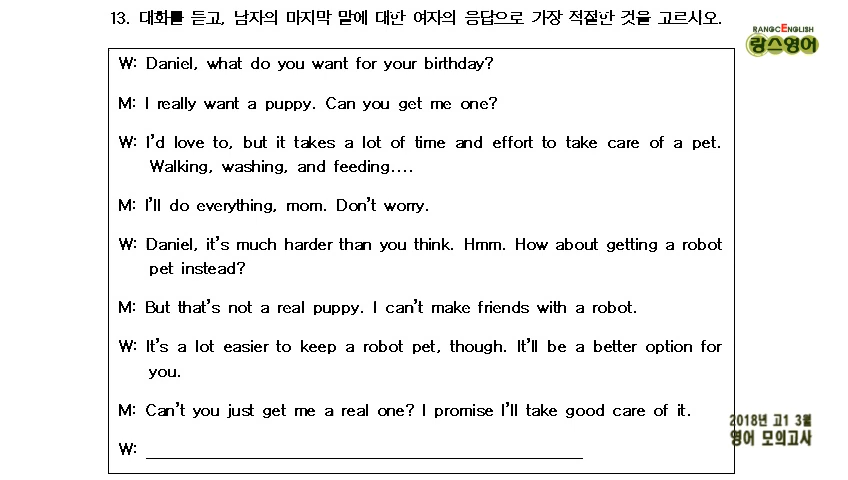 13. 대화를 듣고, 남자의 마지막 말에 대한 여자의 응답으로 가장 적절한 것을 고르시오.
RANGCENGLISH
랑스영어
W: Daniel, what do you want for your birthday?
M: I really want a puppy. Can you get me one?
W: I'd love to, but it takes a lot of time and effort to take care of a pet.
Walking, washing, and feeding....
M: I'll do everything, mom. Don't worry.
W: Daniel, it's much harder than you think. Hmm. How about getting a robot
pet instead?
M: But that's not a real puppy. I can't make friends with a robot.
W: It's a lot easier to keep a robot pet, though. It'll be a better option for
you.
M: Can't you just get me a real one? I promise I'll take good care of it.
2018년 고1 3월
영어 모의고사
W: